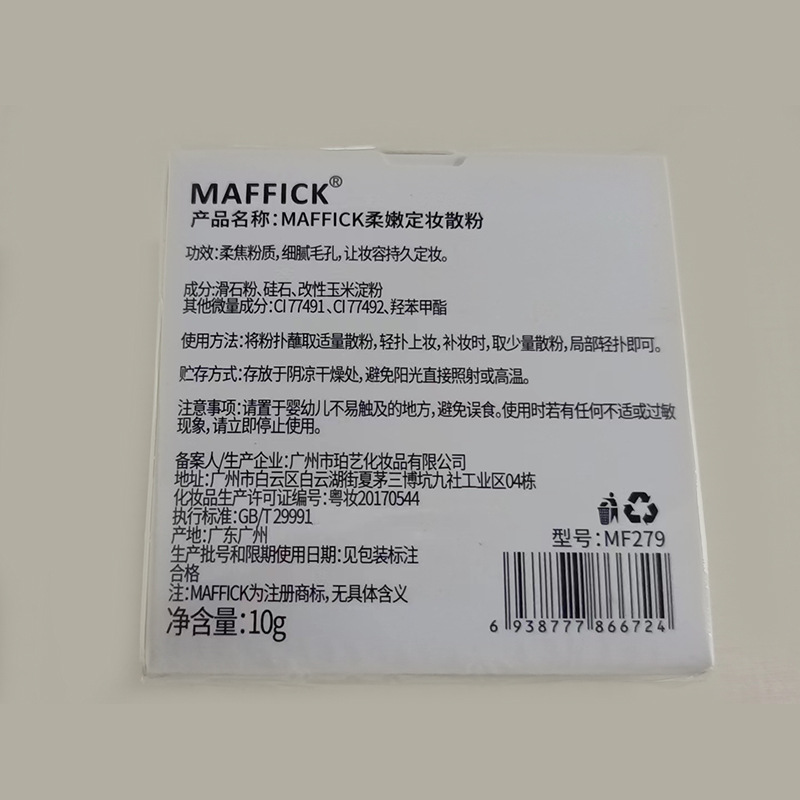 MAFFICK®
产品名称:MAFFICK柔嫩定妆散粉
功效:柔焦粉质,细腻毛孔,让妆容持久定妆。
成分:滑石粉、硅石、改性玉米淀粉
其他微量成分:CI 77491、CI 77492、羟苯甲酯
使用方法:将粉扑蘸取适量散粉,轻扑上妆,补妆时,取少量散粉,局部轻扑即可。
贮存方式:存放于阴凉干燥处,避免阳光直接照射或高温。
注意事项:请置于婴幼儿不易触及的地方,避免误食。使用时若有任何不适或过敏
现象,请立即停止使用。
备案人/生产企业:广州市珀艺化妆品有限公司
地址:广州市白云区白云湖街夏茅三博坑九社工业区04栋
化妆品生产许可证编号:粤妆20170544
执行标准:GB/T 29991
产地:广东广州
生产批号和限期使用日期:见包装标注
合格
注:MAFFICK为注册商标,无具体含义
净含量:10g
型号:MF279
6 938777 866724